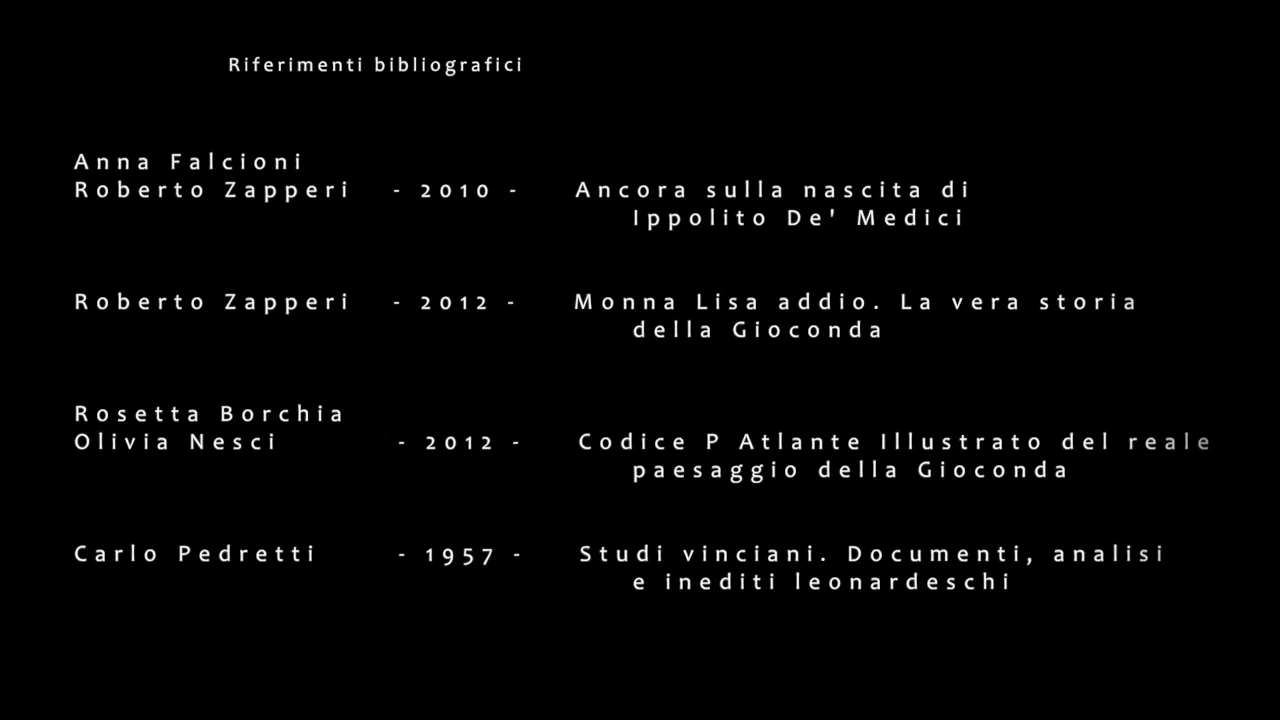 Riferimenti bibliografici
Anna Falcioni
Roberto Zapperi - 2010 - Ancora sulla nascita di
Ippolito De' Medici
Roberto Zapperi - 2012 - Monna Lisa addio. La vera storia
della Gioconda
Rosetta Borchia
Olivia Nesci - 2012 - Codice P Atlante Illustrato del reale
paesaggio della Gioconda
Carlo Pedretti - 1957 - Studi vinciani. Documenti, analisi
e inediti leonardeschi